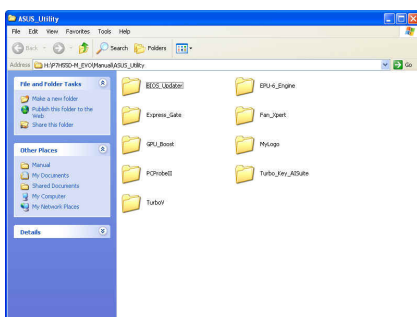 ASUS_Utility
File Edit View Favorites Tools Help
Back Search Folders
Address H:\P7H55D-M_EVO\Manual\ASUS_Utility Go
File and Folder Tasks
Make a new folder
Publish this folder to the Web
Share this folder
Other Places
Manual
My Documents
Shared Documents
My Computer
My Network Places
Details
BIOS_Updater EPU-6_Engine
Express_Gate Fan_Xpert
GPU_Boost MyLogo
PCProbeII Turbo_Key_AISuite
TurboV